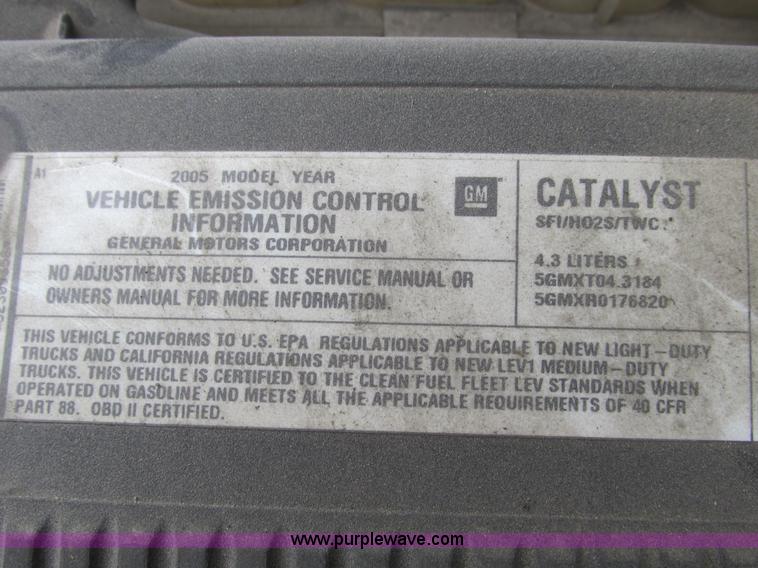 A1
2005 MODEL YEAR
VEHICLE EMISSION CONTROL
INFORMATION
GENERAL MOTORS CORPORATION
GM
NO ADJUSTMENTS NEEDED. SEE SERVICE MANUAL OR
OWNERS MANUAL FOR MORE INFORMATION.
CATALYST
SFI/HO2S/TWC
4.3 LITERS
5GMXT04.3184
5GMXR0176820
THIS VEHICLE CONFORMS TO U.S. EPA REGULATIONS APPLICABLE TO NEW LIGHT-DUTY
TRUCKS AND CALIFORNIA REGULATIONS APPLICABLE TO NEW LEV1 MEDIUM-DUTY
TRUCKS. THIS VEHICLE IS CERTIFIED TO THE CLEAN FUEL FLEET LEV STANDARDS WHEN
OPERATED ON GASOLINE AND MEETS ALL THE APPLICABLE REQUIREMENTS OF 40 CFR
PART 88. OBD II CERTIFIED.
www.purplewave.com